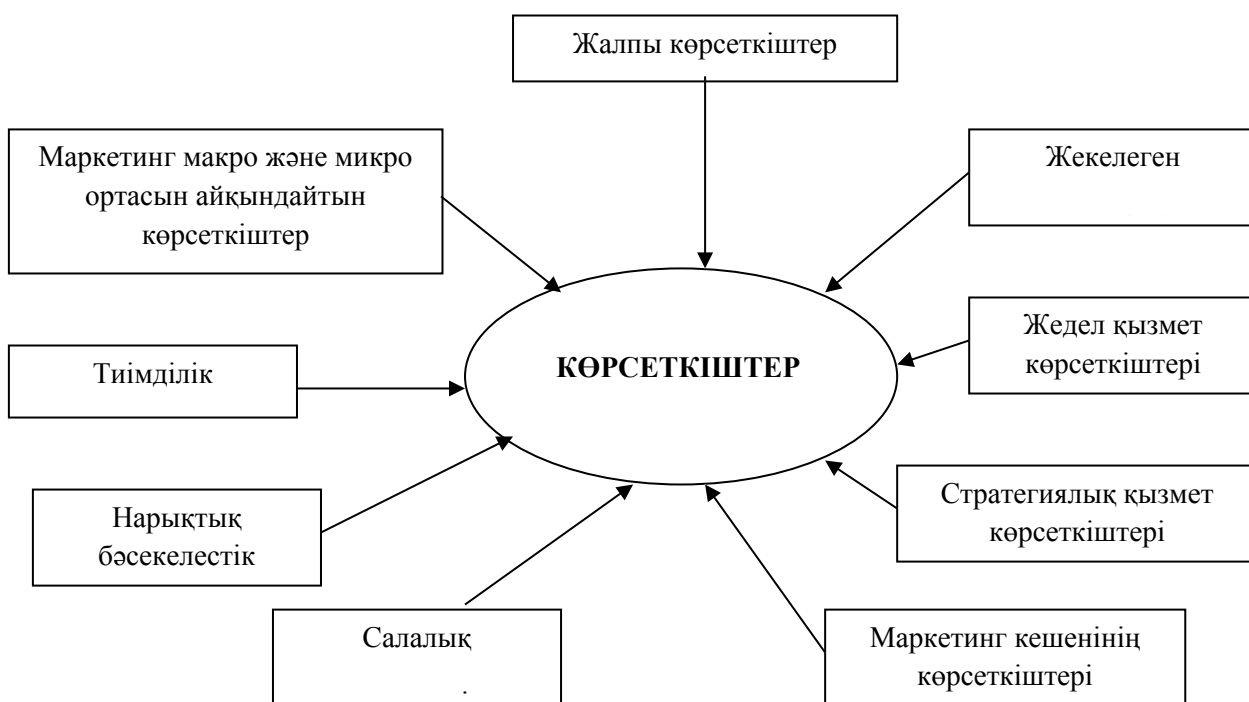 Жалпы көрсеткіштер
Маркетинг макро және микро
ортасын айқындайтын
көрсеткіштер
Жекелеген
Жедел қызмет
көрсеткіштері
КӨРСЕТКІШТЕР
Тиімділік
Стратегиялық қызмет
көрсеткіштері
Нарықтық
бәсекелестік
Салалық
Маркетинг кешенінің
көрсеткіштері